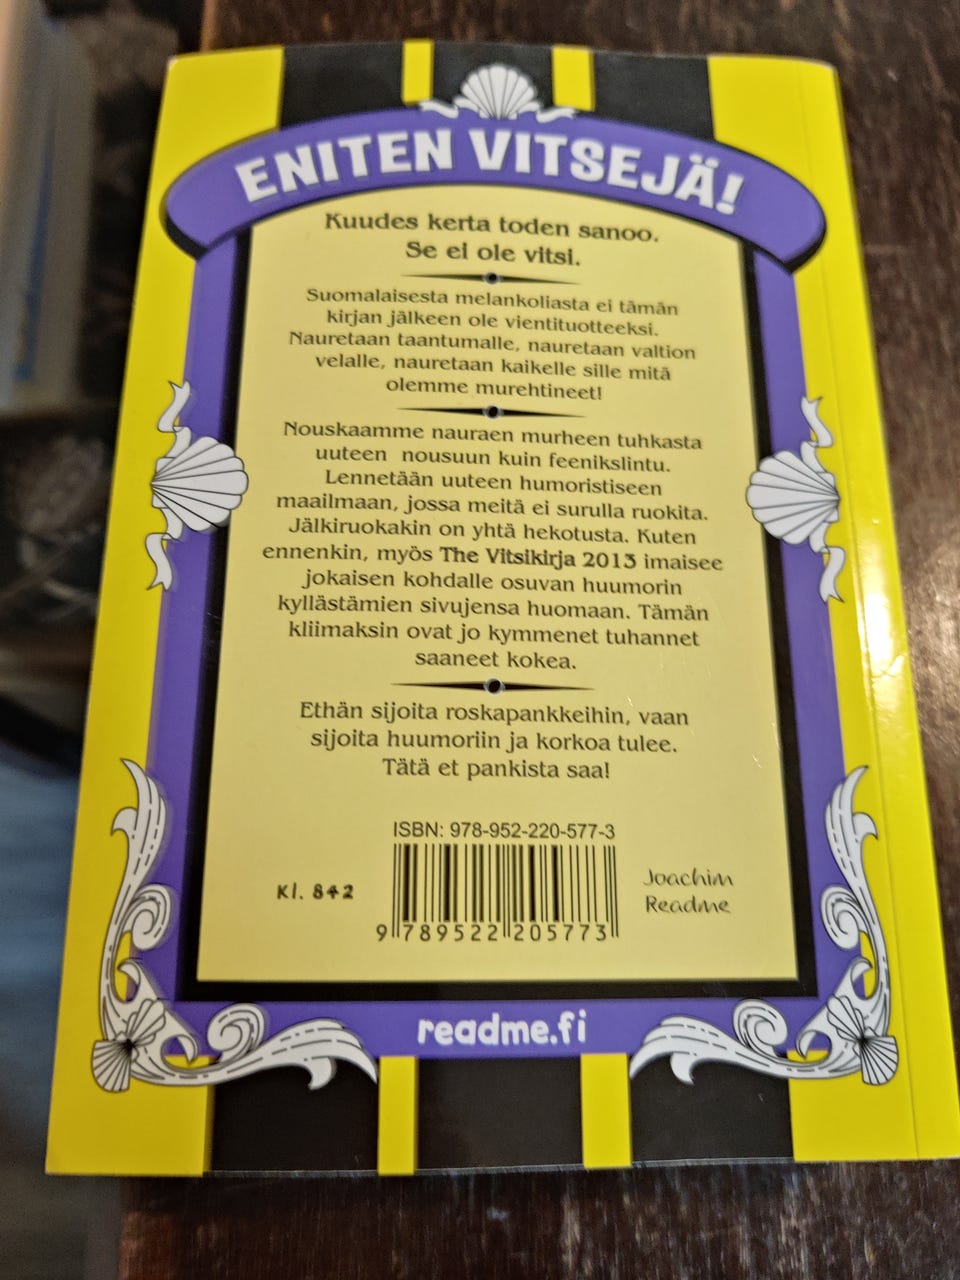 ENITEN VITSEJÄ!
Kuudes kerta toden sanoo.
Se ei ole vitsi.
Suomalaisesta melankoliasta ei tämän
kirjan jälkeen ole vientituotteeksi.
Nauretaan taantumalle, nauretaan valtion
velalle, nauretaan kaikelle sille mitä
olemme murehtineet!
Nouskaamme nauraen murheen tuhkasta
uuteen nousuun kuin feenikslintu.
Lennetään uuteen humoristiseen
maailmaan, jossa meitä ei surulla ruokita.
Jälkiruokakin on yhtä hekotusta. Kuten
ennenkin, myös The Vitsikirja 2013 imaisee
jokaisen kohdalle osuvan huumorin
kyllästämien sivujensa huomaan. Tämän
kliimaksin ovat jo kymmenet tuhannet
saaneet kokea.
Ethän sijoita roskapankkeihin, vaan
sijoita huumoriin ja korkoa tulee.
Tätä et pankista saa!
ISBN: 978-952-220-577-3
Kl. 842
Joachim
Readme
9 789522 205773
readme.fi